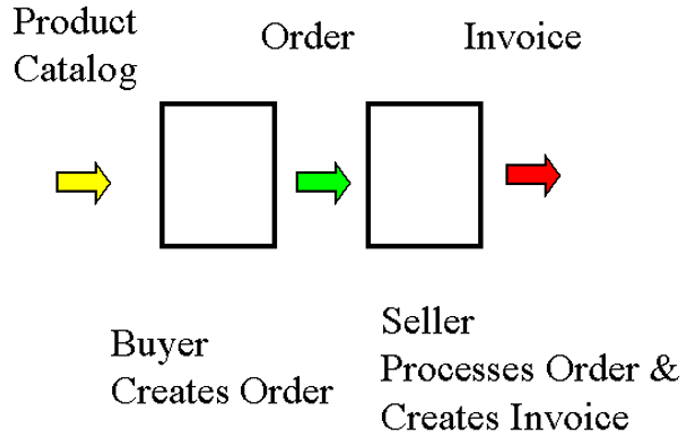 Product
Catalog
Order
Invoice
Buyer
Creates Order
Seller
Processes Order &
Creates Invoice